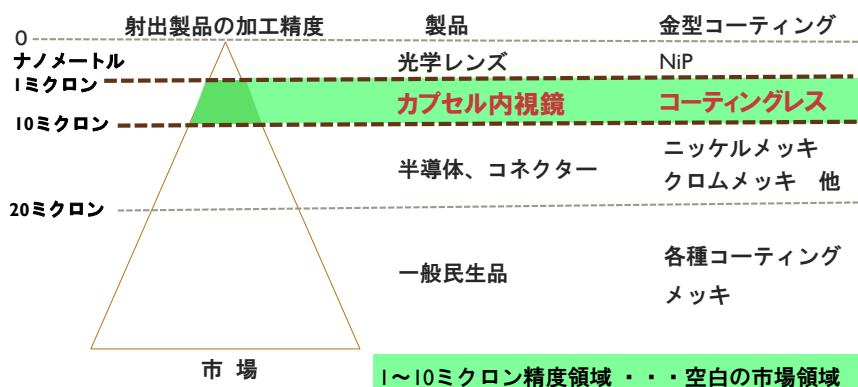 射出製品の加工精度 製品 金型コーティング
0
ナノメートル 光学レンズ NiP
1ミクロン
カプセル内視鏡 コーティングレス
10ミクロン
ニッケルメッキ
半導体、コネクター
クロムメッキ 他
20ミクロン
各種コーティング
一般民生品
メッキ
市 場
1〜10ミクロン精度領域 ・・・空白の市場領域